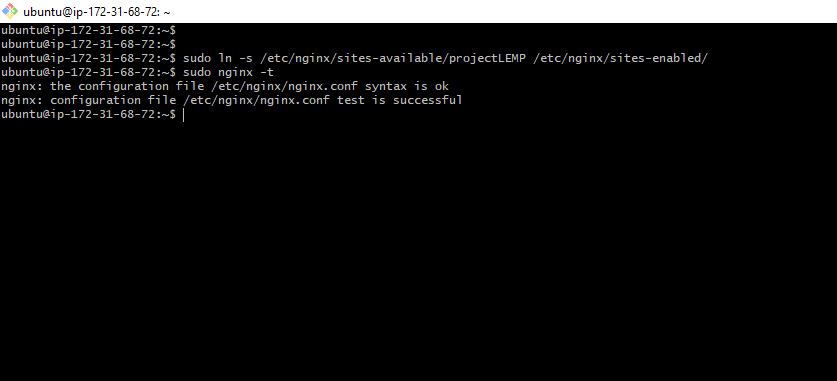 ubuntu@ip-172-31-68-72: ~
ubuntu@ip-172-31-68-72:~$
ubuntu@ip-172-31-68-72:~$
ubuntu@ip-172-31-68-72:~$ sudo ln -s /etc/nginx/sites-available/projectLEMP /etc/nginx/sites-enabled/
ubuntu@ip-172-31-68-72:~$ sudo nginx -t
nginx: the configuration file /etc/nginx/nginx.conf syntax is ok
nginx: configuration file /etc/nginx/nginx.conf test is successful
ubuntu@ip-172-31-68-72:~$